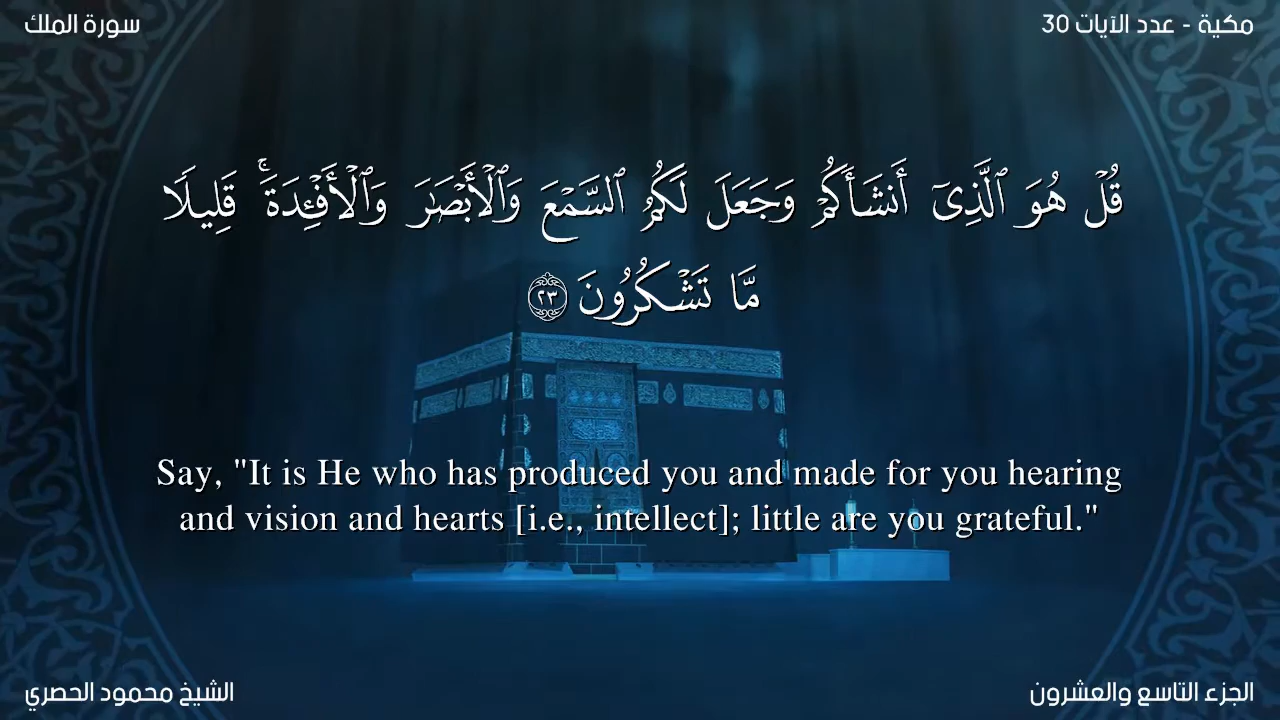 سورة الملك
مكية - عدد الآيات 30
قُلْ هُوَ ٱلَّذِىٓ أَنشَأَكُمْ وَجَعَلَ لَكُمُ ٱلسَّمْعَ وَٱلْأَبْصَٰرَ وَٱلْأَفْـِٔدَةَ ۖ قَلِيلًا
مَّا تَشْكُرُونَ ٢٣
Say, "It is He who has produced you and made for you hearing
and vision and hearts [i.e., intellect]; little are you grateful."
الشيخ محمود الحصري
الجزء التاسع والعشرون